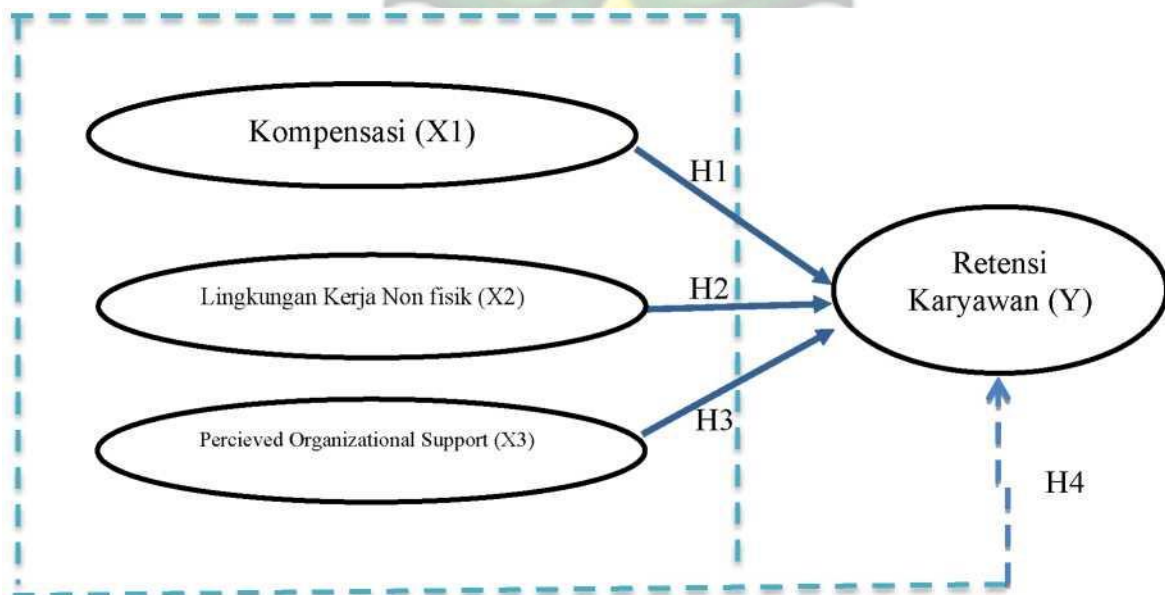 Kompensasi (X1)
H1
Lingkungan Kerja Non fisik (X2)
H2
Retensi
Karyawan (Y)
Percieved Organizational Support (X3)
H3
H4